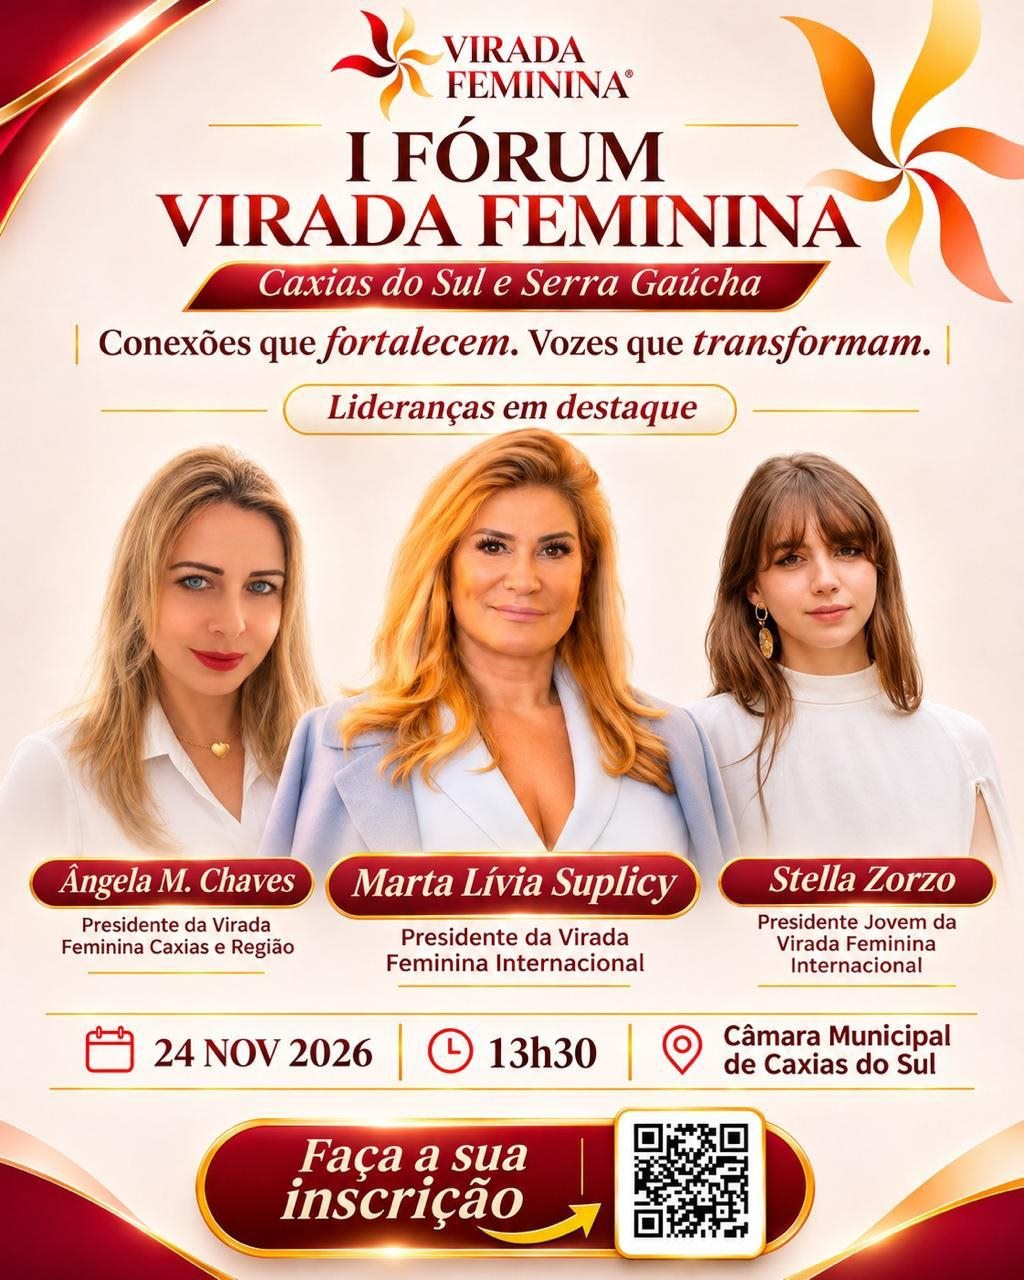 VIRADA
FEMININA®
I FÓRUM
VIRADA FEMININA
Caxias do Sul e Serra Gaúcha
Conexões que fortalecem. Vozes que transformam.
Lideranças em destaque
Ângela M. Chaves
Presidente da Virada
Feminina Caxias e Região
Marta Lívia Suplicy
Presidente da Virada
Feminina Internacional
Stella Zorzo
Presidente Jovem da
Virada Feminina
Internacional
24 NOV 2026
13h30
Câmara Municipal
de Caxias do Sul
Faça a sua
inscrição